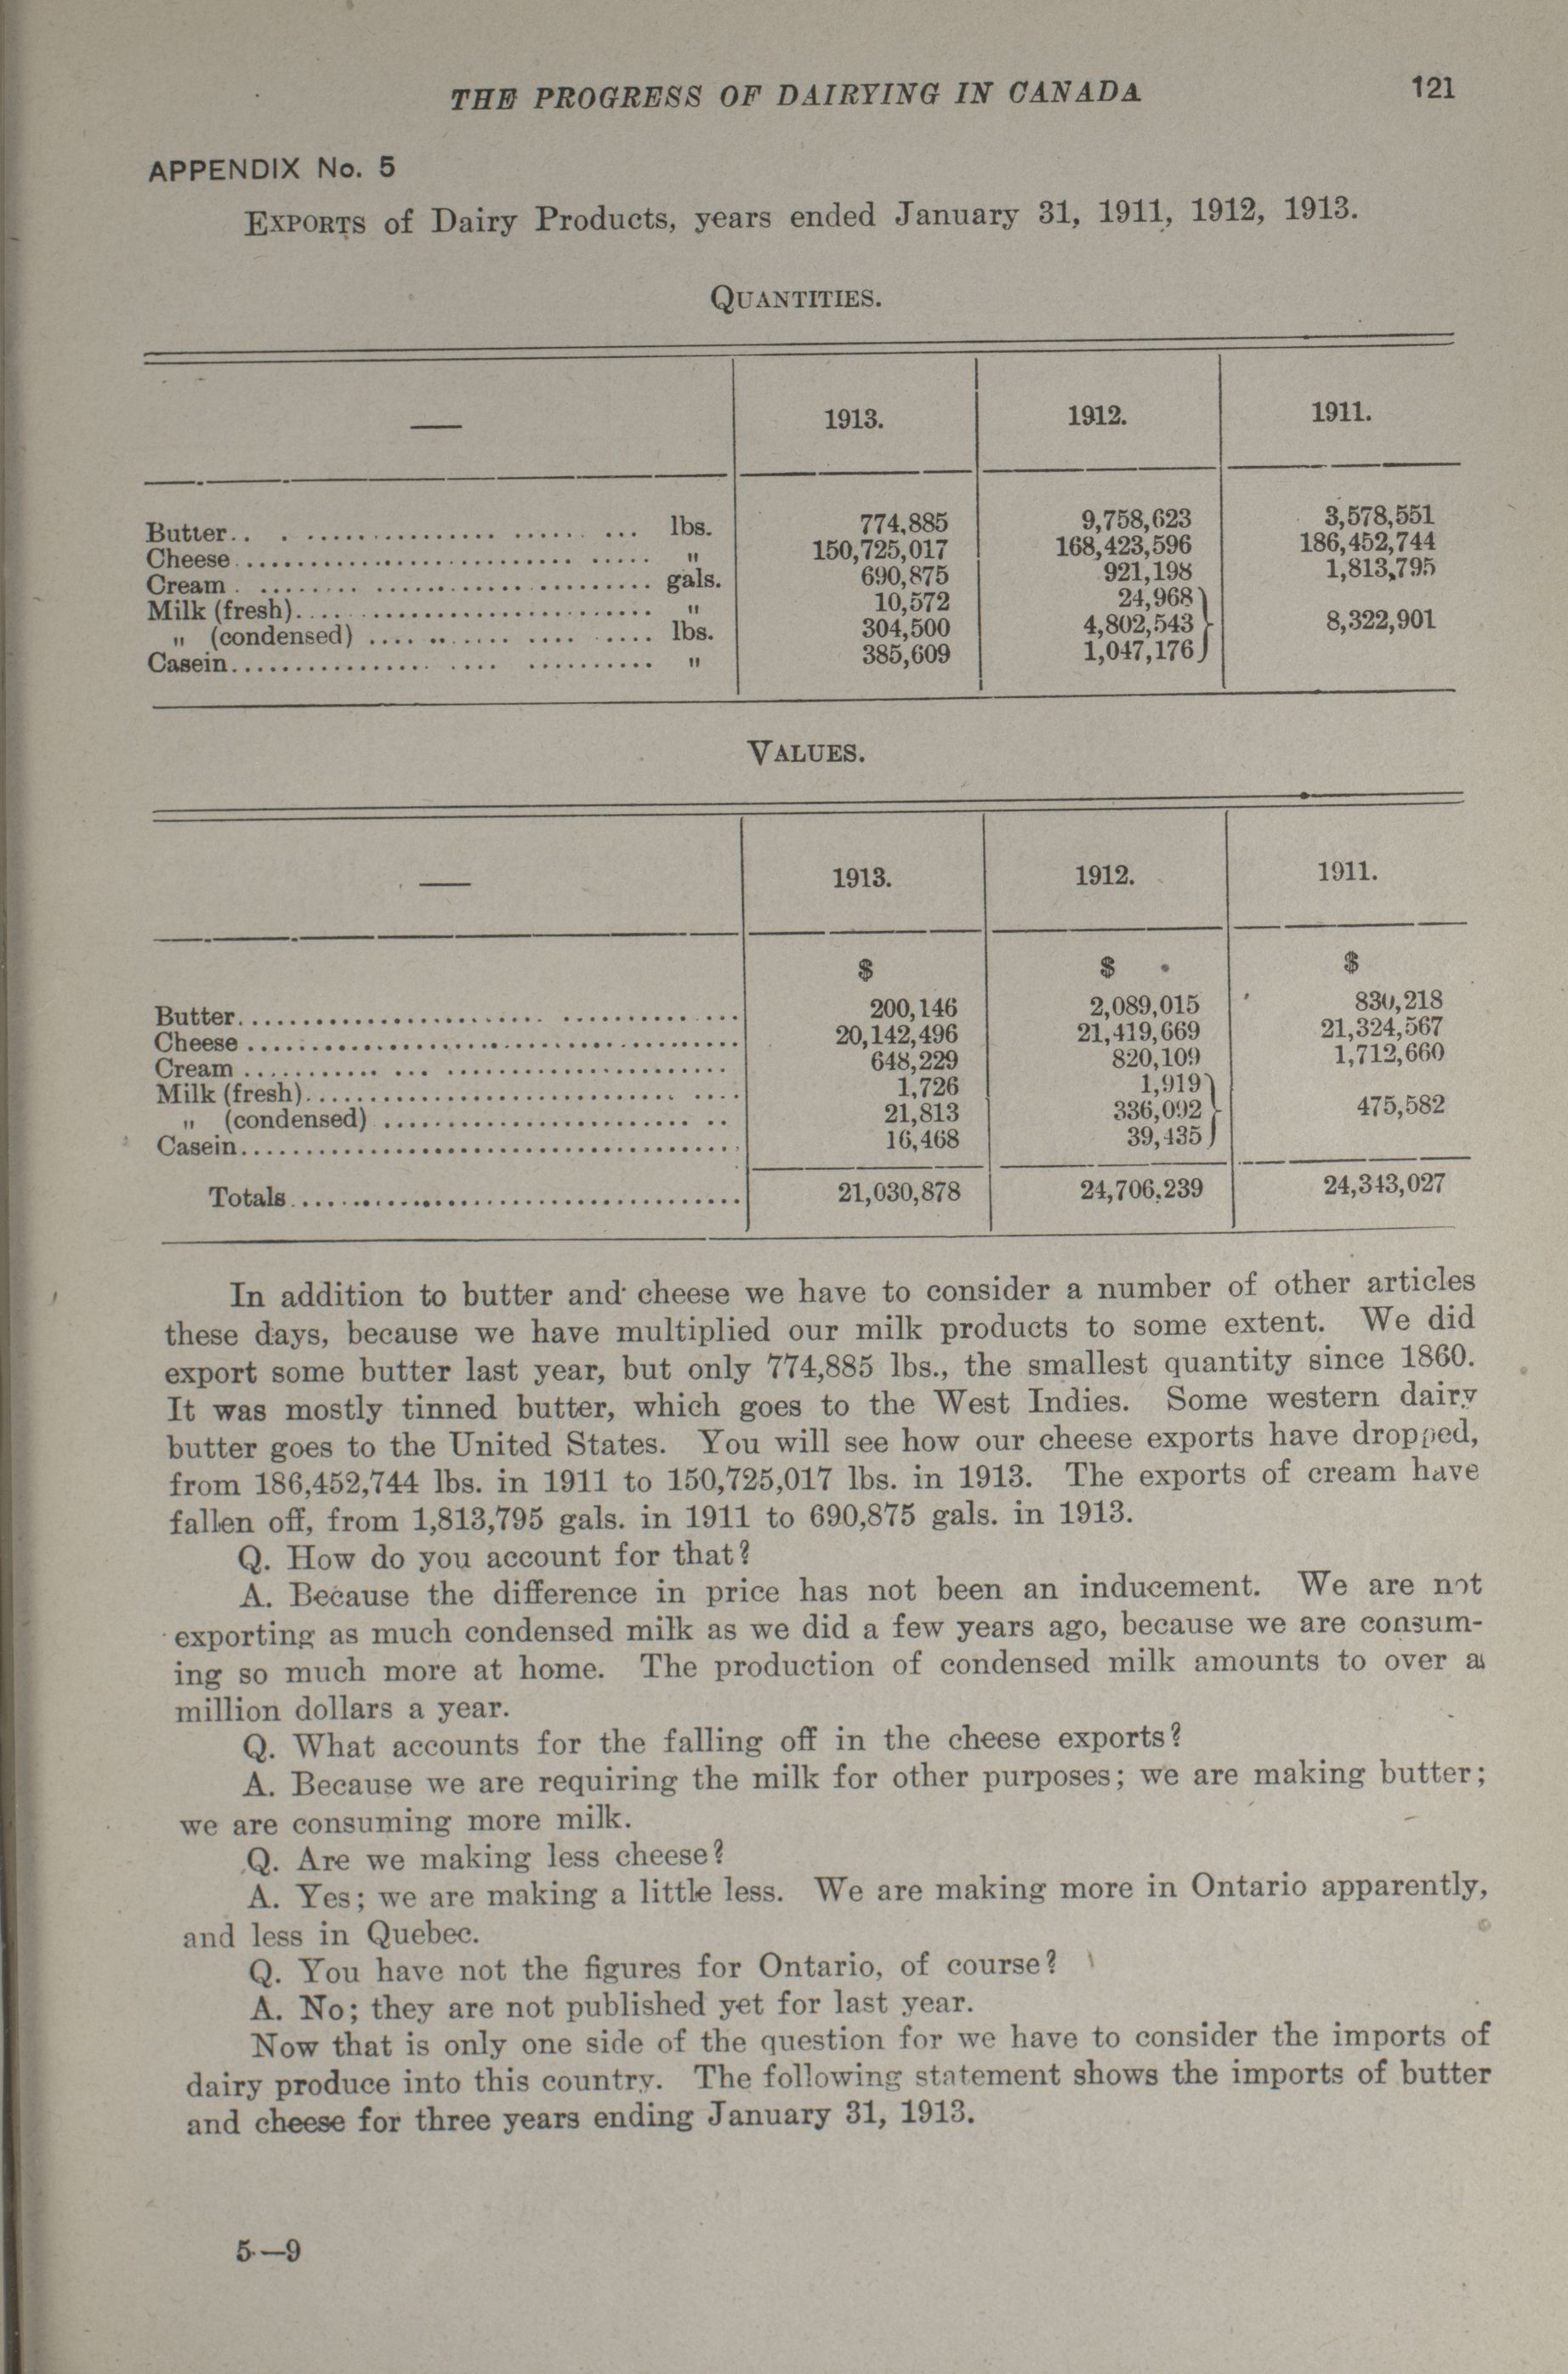 THE PROGRESS OF DAIRYING IN CANADA 121
APPENDIX No. 5
EXPORTS of Dairy Products, years ended January 31, 1911, 1912, 1913.
QUANTITIES.
— 1913. 1912. 1911.
Butter.. . .................. ...... ... lbs. 774,885 9,758,623 3,578,551
Cheese.......................... ..... " 150,725,017 168,423,596 186,452,744
Cream . ........ ...................... gals. 690,875 921,198 1,813,795
Milk (fresh).... ...................... " 10,572 24,968
" (condensed) .... ........ .... ..... lbs. 304,500 4,802,543 8,322,901
Casein................ .... .......... " 385,609 1,047,176
VALUES.
— 1913. 1912. 1911.
$ $ $
Butter........................ .......... ... 200,146 2,089,015 830,218
Cheese ...................................... 20,142,496 21,419,669 21,324,567
Cream ........... ... ...................... 648,229 820,109 1,712,660
Milk (fresh)............................. .... 1,726 1,919
" (condensed) ........................ .. 21,813 336,092 475,582
Casein....................................... 16,468 39,435
Totals................................... 21,030,878 24,706,239 24,343,027
In addition to butter and cheese we have to consider a number of other articles
these days, because we have multiplied our milk products to some extent. We did
export some butter last year, but only 774,885 lbs., the smallest quantity since 1860.
It was mostly tinned butter, which goes to the West Indies. Some western dairy
butter goes to the United States. You will see how our cheese exports have dropped,
from 186,452,744 lbs. in 1911 to 150,725,017 lbs. in 1913. The exports of cream have
fallen off, from 1,813,795 gals. in 1911 to 690,875 gals. in 1913.
Q. How do you account for that?
A. Because the difference in price has not been an inducement. We are not
exporting as much condensed milk as we did a few years ago, because we are consum-
ing so much more at home. The production of condensed milk amounts to over a
million dollars a year.
Q. What accounts for the falling off in the cheese exports?
A. Because we are requiring the milk for other purposes; we are making butter;
we are consuming more milk.
Q. Are we making less cheese?
A. Yes; we are making a little less. We are making more in Ontario apparently,
and less in Quebec.
Q. You have not the figures for Ontario, of course?
A. No; they are not published yet for last year.
Now that is only one side of the question for we have to consider the imports of
dairy produce into this country. The following statement shows the imports of butter
and cheese for three years ending January 31, 1913.
5—9